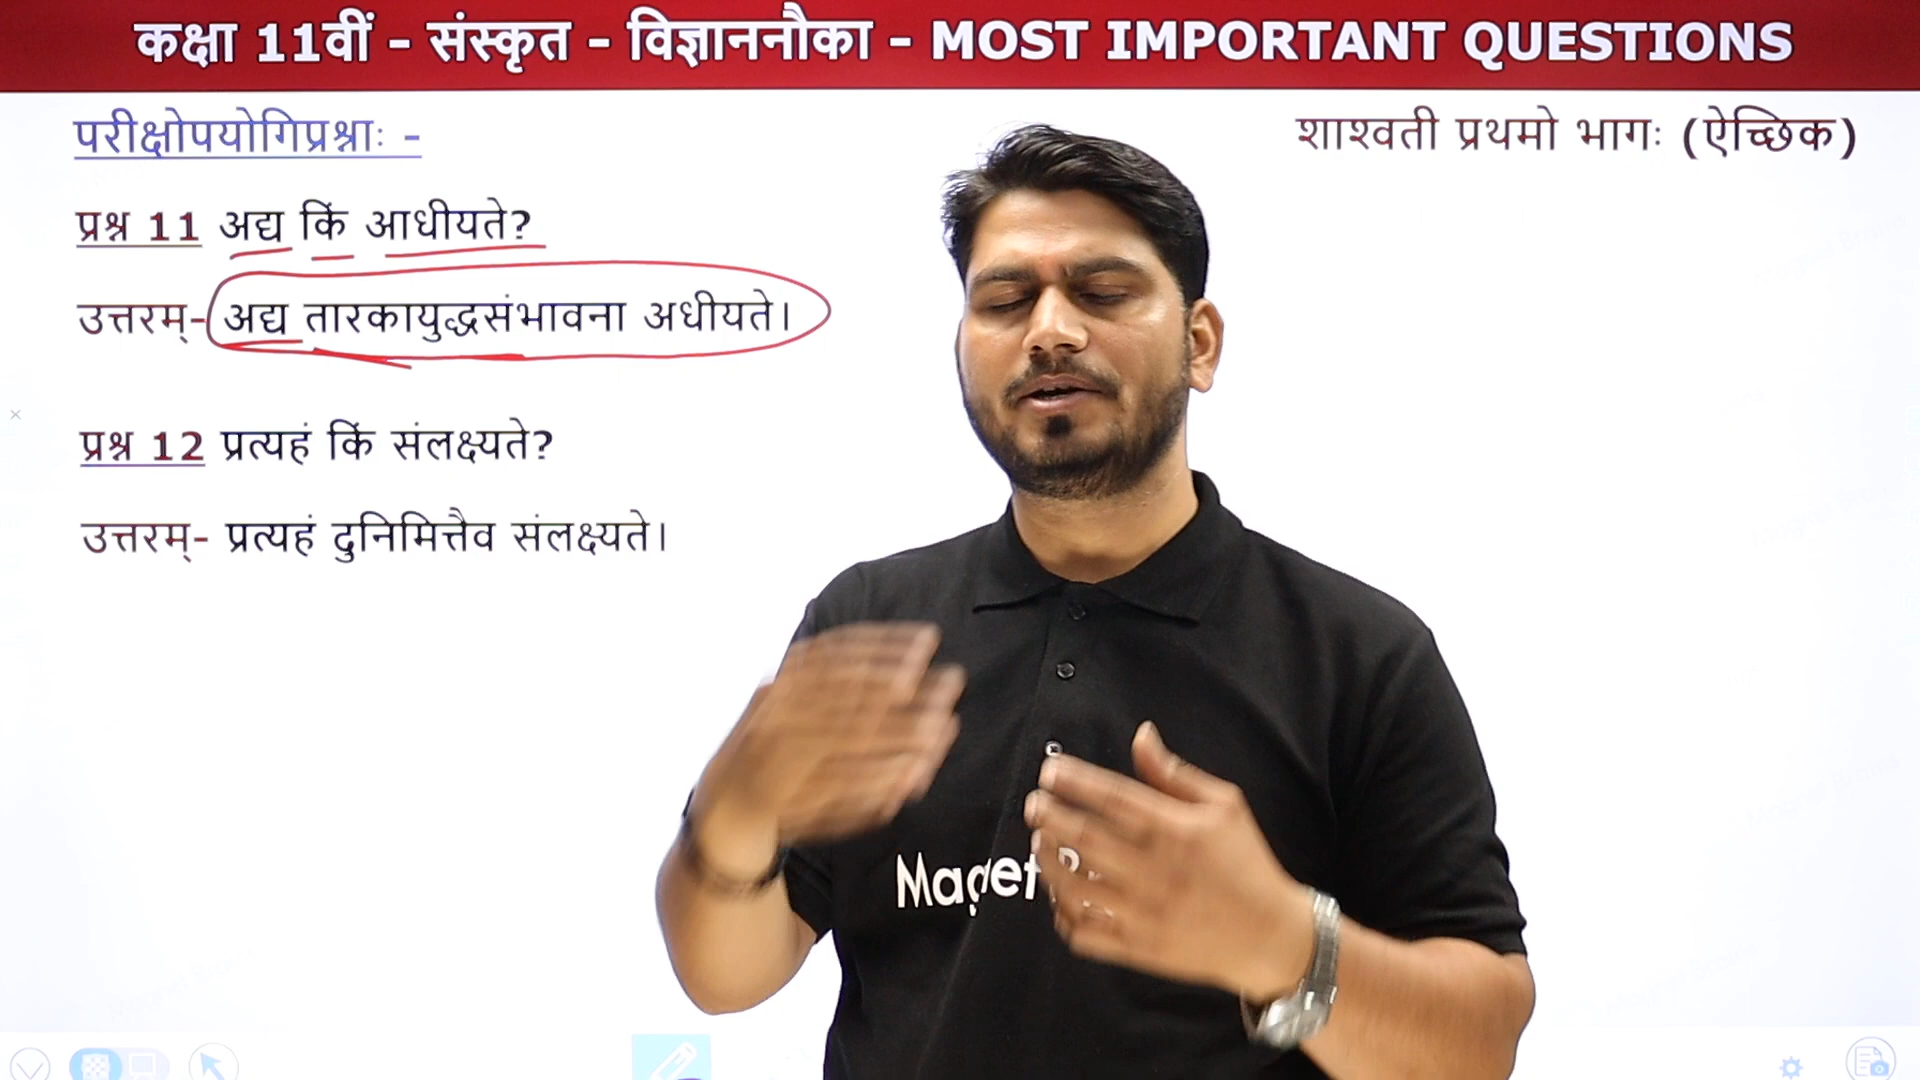 कक्षा 11वीं - संस्कृत - विज्ञाननौका - MOST IMPORTANT QUESTIONS
परीक्षोपयोगिप्रश्नाः -
शाश्वती प्रथमो भागः (ऐच्छिक)
प्रश्न 11 अद्य किं आधीयते?
उत्तरम्- अद्य तारकायुद्धसंभावना अधीयते।
प्रश्न 12 प्रत्यहं किं संलक्ष्यते?
उत्तरम्- प्रत्यहं दुनिमित्तैव संलक्ष्यते।